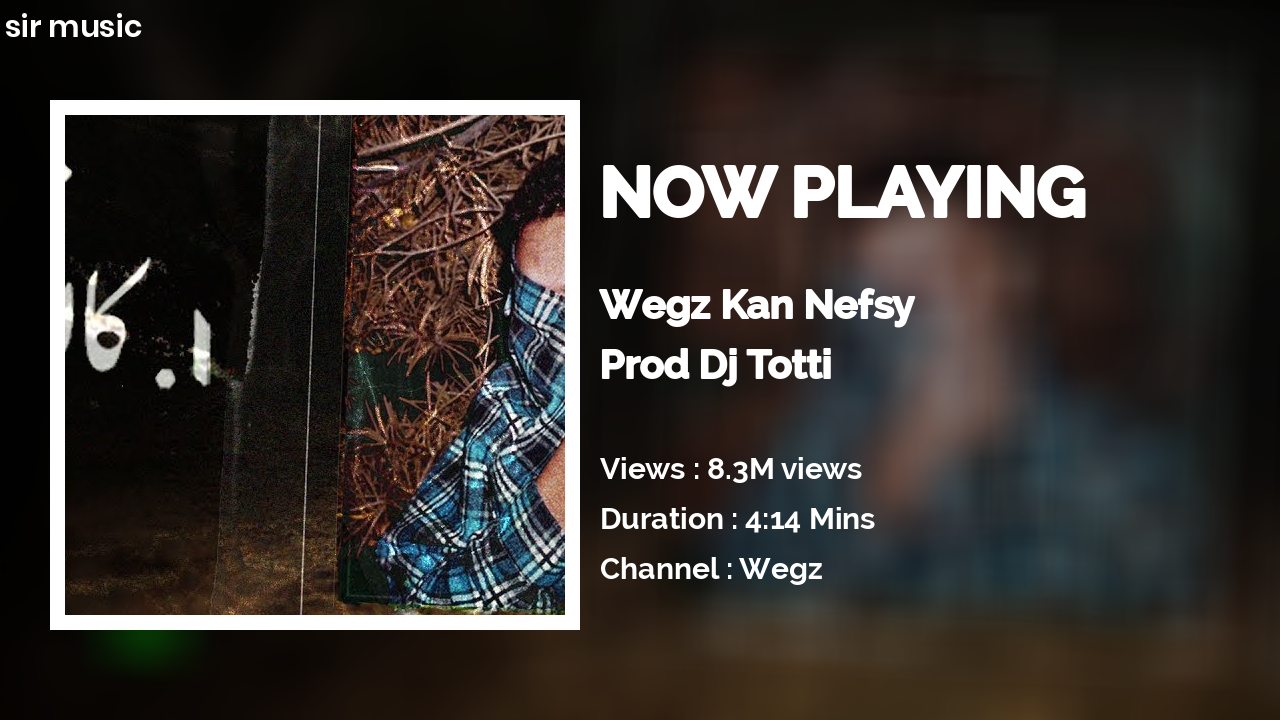 sir music
NOW PLAYING
Wegz Kan Nefsy
Prod Dj Totti
Views : 8.3M views
Duration : 4:14 Mins
Channel : Wegz